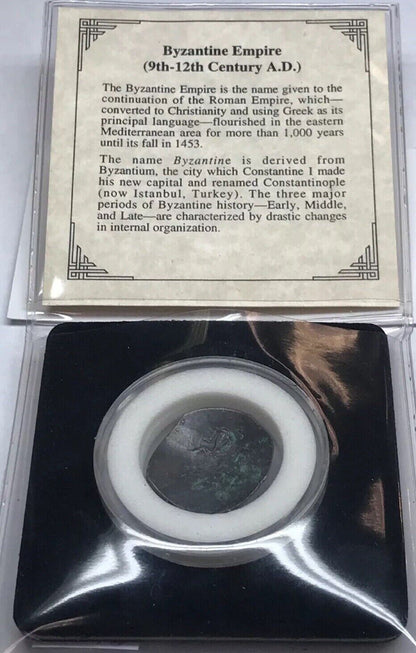 Byzantine Empire
(9th-12th Century A.D.)
The Byzantine Empire is the name given to the
continuation of the Roman Empire, which—
converted to Christianity and using Greek as its
principal language—flourished in the eastern
Mediterranean area for more than 1,000 years
until its fall in 1453.
The name Byzantine is derived from
Byzantium, the city which Constantine I made
his new capital and renamed Constantinople
(now Istanbul, Turkey). The three major
periods of Byzantine history—Early, Middle,
and Late—are characterized by drastic changes
in internal organization.